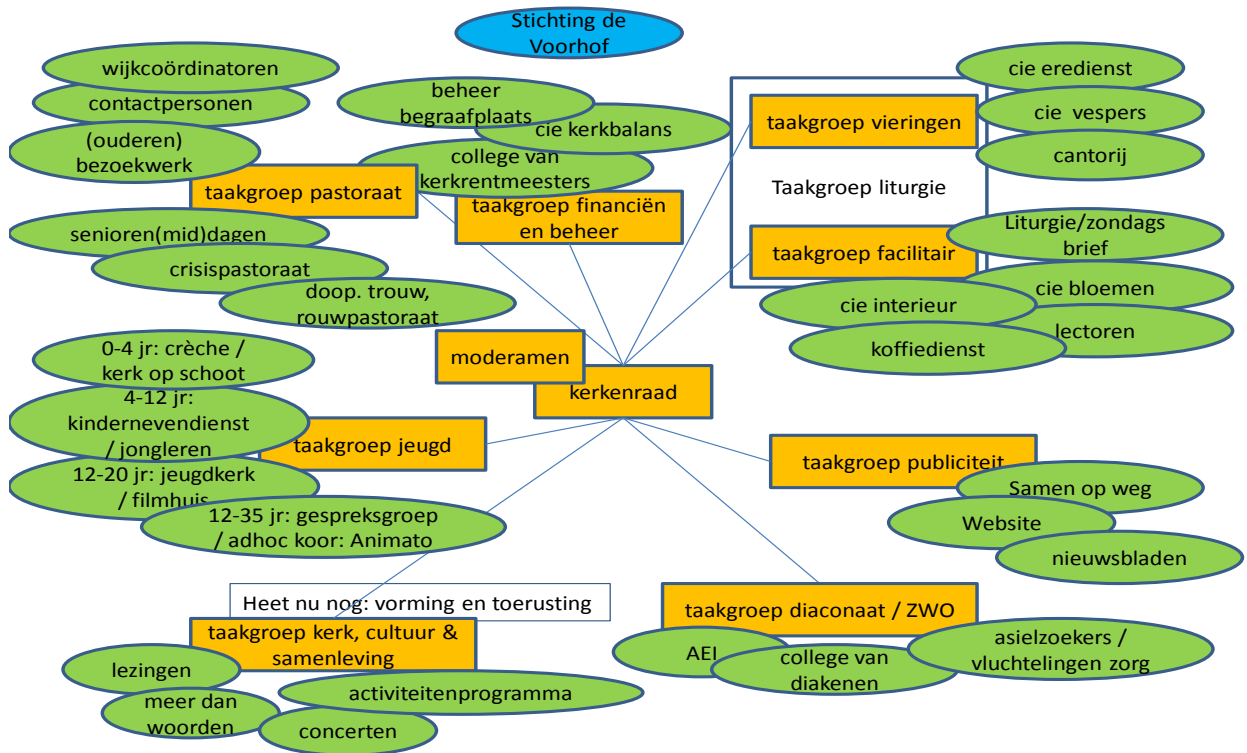 Stichting de
Voorhof
wijkcoördinatoren
contactpersonen
(ouderen)
bezoekwerk
taakgroep pastoraat
senioren(mid)dagen
crisispastoraat
doop. trouw,
rouwpastoraat
beheer
begraafplaats
cie kerkbalans
college van
kerkrentmeesters
taakgroep financiën
en beheer
taakgroep vieringen
Taakgroep liturgie
taakgroep facilitair
cie eredienst
cie vespers
cantorij
Liturgie/zondags
brief
cie bloemen
cie interieur
lectoren
koffiedienst
moderamen
kerkenraad
0-4 jr: crèche /
kerk op schoot
4-12 jr:
kindernevendienst
/ jongleren
taakgroep jeugd
12-20 jr: jeugdkerk
/ filmhuis
12-35 jr: gespreksgroep
/ adhoc koor: Animato
taakgroep publiciteit
Samen op weg
Website
nieuwsbladen
Heet nu nog: vorming en toerusting
taakgroep kerk, cultuur &
samenleving
lezingen
activiteitenprogramma
meer dan
woorden
concerten
taakgroep diaconaat / ZWO
AEI
college van
diakenen
asielzoekers /
vluchtelingen zorg